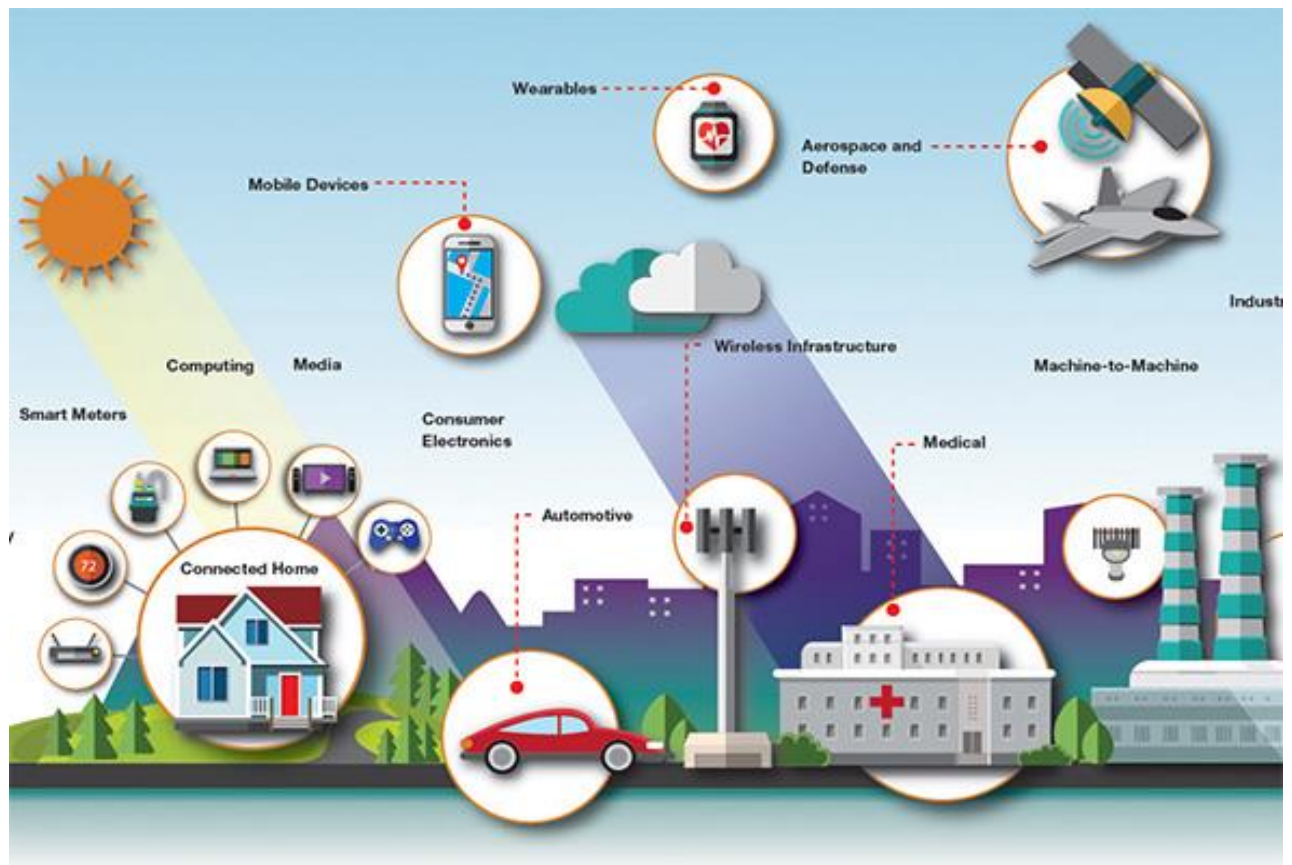 Wearables
Aerospace and
Defense
Mobile Devices
Wireless Infrastructure
Computing
Media
Machine-to-Machine
Smart Meters
Consumer
Electronics
Medical
Automotive
Connected Home
72